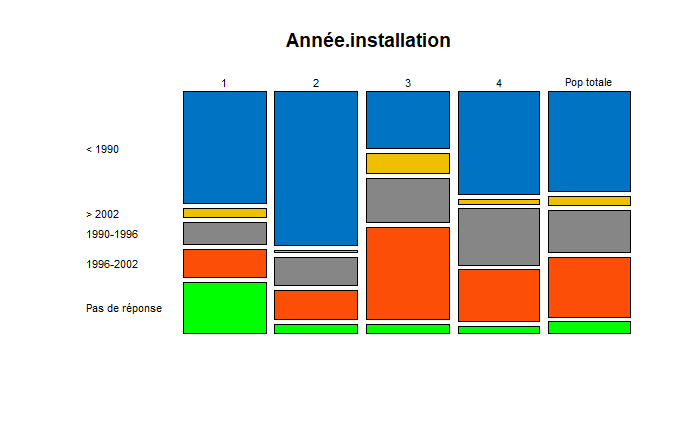 Année.installation
1 2 3 4 Pop totale
< 1990
> 2002
1990-1996
1996-2002
Pas de réponse